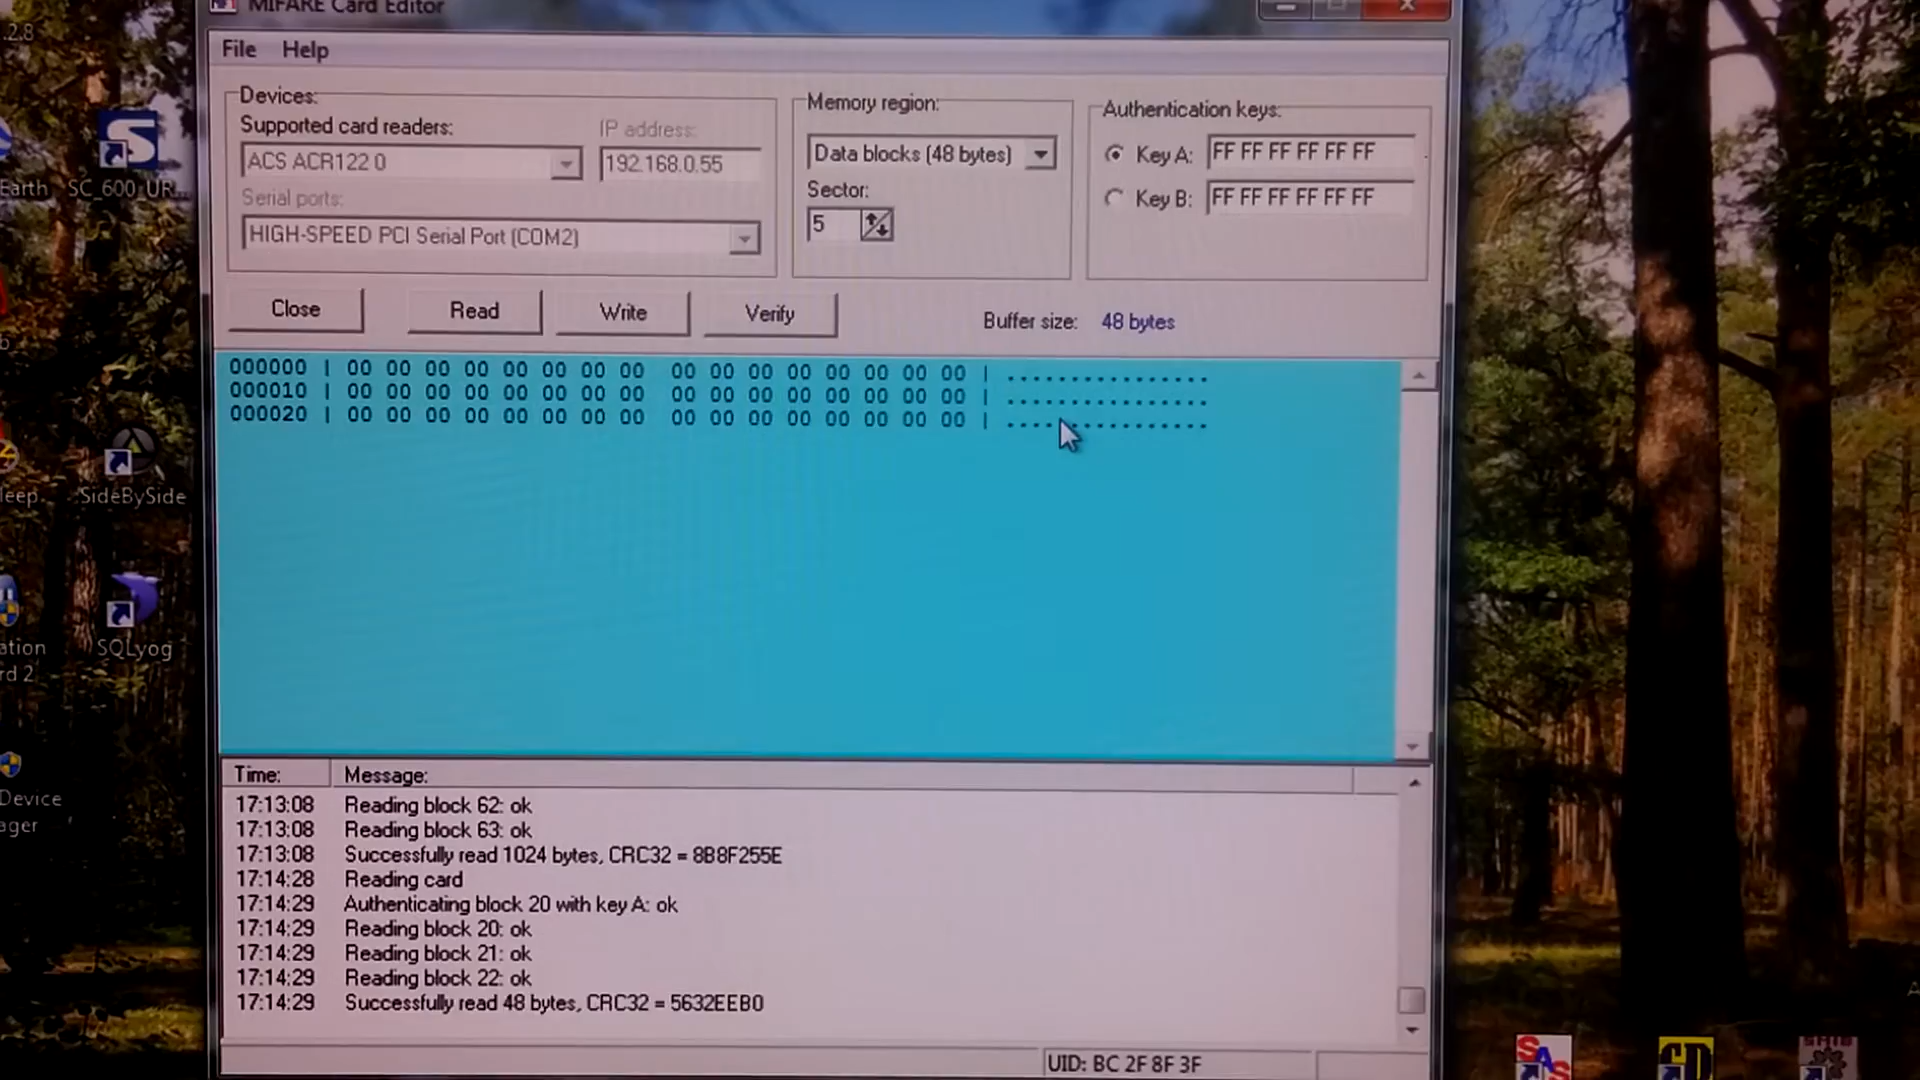 MIFARE Card Editor
File Help
Devices:
Supported card readers:
IP address:
ACS ACR122 0
192.168.0.55
Serial ports:
HIGH-SPEED PCI Serial Port (COM2)
Memory region:
Data blocks (48 bytes)
Sector:
5
Authentication keys:
Key A: FF FF FF FF FF FF
Key B: FF FF FF FF FF FF
Close Read Write Verify
Buffer size: 48 bytes
000000 | 00 00 00 00 00 00 00 00 00 00 00 00 00 00 00 00 | ................
000010 | 00 00 00 00 00 00 00 00 00 00 00 00 00 00 00 00 | ................
000020 | 00 00 00 00 00 00 00 00 00 00 00 00 00 00 00 00 | ................
Time: Message:
17:13:08 Reading block 62: ok
17:13:08 Reading block 63: ok
17:13:08 Successfully read 1024 bytes, CRC32 = 8B8F255E
17:14:28 Reading card
17:14:29 Authenticating block 20 with key A: ok
17:14:29 Reading block 20: ok
17:14:29 Reading block 21: ok
17:14:29 Reading block 22: ok
17:14:29 Successfully read 48 bytes, CRC32 = 5632EEB0
UID: BC 2F 8F 3F
.2.8
Earth
SC_600_UR...
SideBySide
SQLyog
rd 2
Device
SAS
CD